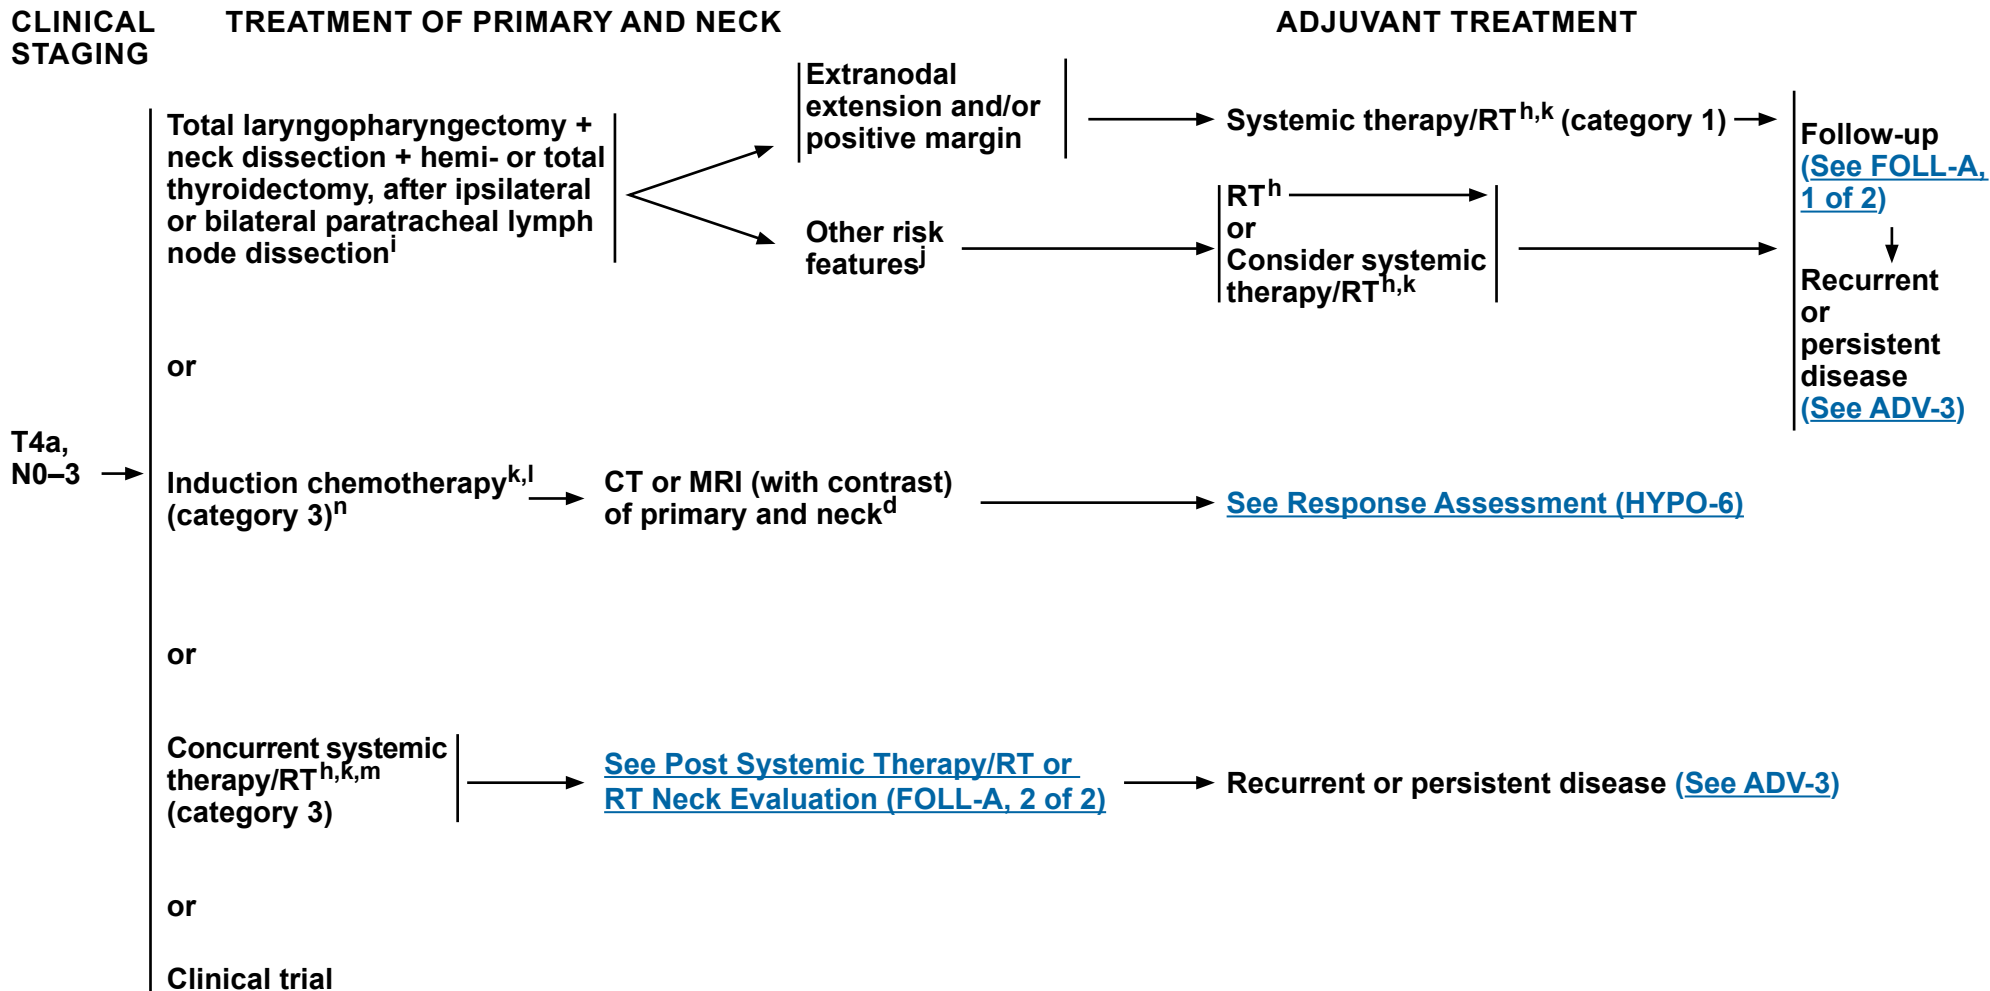 CLINICAL STAGING
TREATMENT OF PRIMARY AND NECK
ADJUVANT TREATMENT
T4a,
N0–3
Total laryngopharyngectomy +
neck dissection + hemi- or total
thyroidectomy, after ipsilateral
or bilateral paratracheal lymph
node dissectioni
Extranodal
extension and/or
positive margin
Systemic therapy/RTh,k (category 1)
Other risk
featuresj
RTh
or
Consider systemic
therapy/RTh,k
Follow-up
(See FOLL-A,
1 of 2)
Recurrent
or
persistent
disease
(See ADV-3)
or
Induction chemotherapyk,l
(category 3)n
CT or MRI (with contrast)
of primary and neckd
See Response Assessment (HYPO-6)
or
Concurrent systemic
therapy/RTh,k,m
(category 3)
See Post Systemic Therapy/RT or
RT Neck Evaluation (FOLL-A, 2 of 2)
Recurrent or persistent disease (See ADV-3)
or
Clinical trial